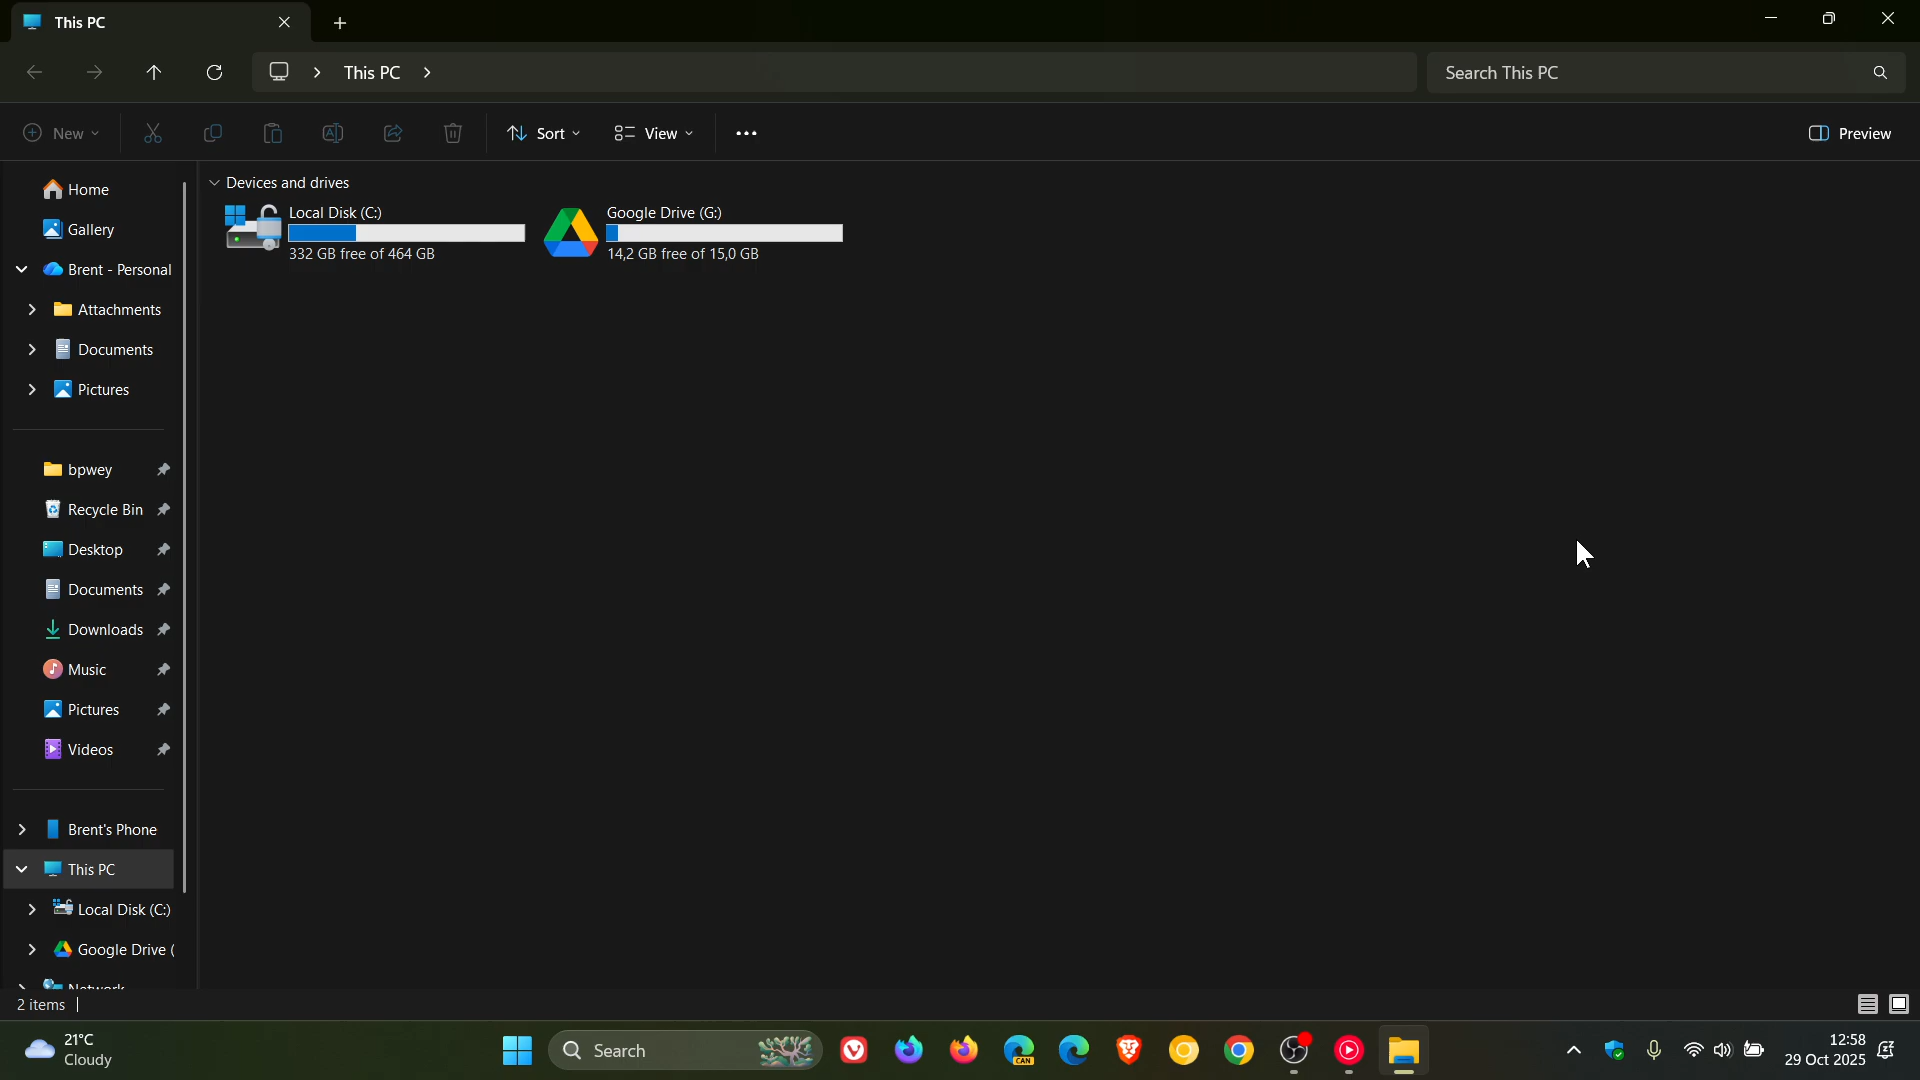 This PC
This PC
Search This PC
New
Sort
View
Preview
Home
Gallery
Brent - Personal
Attachments
Documents
Pictures
bpwey
Recycle Bin
Desktop
Documents
Downloads
Music
Pictures
Videos
Brent's Phone
This PC
Local Disk (C:)
Google Drive (
Network
Devices and drives
Local Disk (C:)
332 GB free of 464 GB
Google Drive (G:)
14,2 GB free of 15,0 GB
2 items
21°C
Cloudy
Search
CAN
12:58
29 Oct 2025